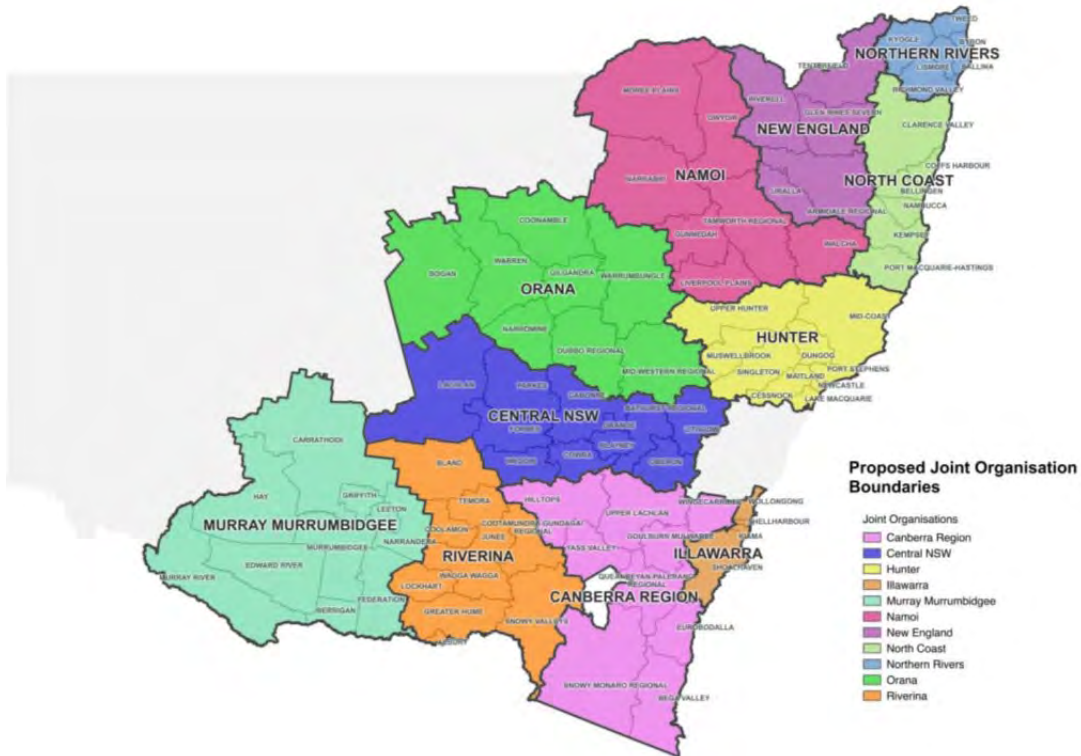 TWEED
KYOGLE
BYRON
NORTHERN RIVERS
TENTERFIELD
LISMORE
BALLINA
RICHMOND VALLEY
MOREE PLAINS
INVERELL
GWYDIR
GLEN INNES SEVERN
NEW ENGLAND
CLARENCE VALLEY
COFFS HARBOUR
NARRABRI
NAMOI
NORTH COAST
URALLA
BELLINGEN
NAMBUCCA
ARMIDALE REGIONAL
COONAMBLE
TAMWORTH REGIONAL
GUNNEDAH
KEMPSEY
WALCHA
WARREN
BOGAN
GILGANDRA
WARRUMBUNGLE
PORT MACQUARIE-HASTINGS
LIVERPOOL PLAINS
ORANA
UPPER HUNTER
MID-COAST
NARROMINE
HUNTER
DUBBO REGIONAL
MUSWELLBROOK
DUNGOG
MID-WESTERN REGIONAL
SINGLETON
PORT STEPHENS
MAITLAND
NEWCASTLE
LACHLAN
PARKES
CABONNE
CESSNOCK
LAKE MACQUARIE
BATHURST REGIONAL
CENTRAL NSW
ORANGE
FORBES
LITHGOW
CARRATHOOL
BLAYNEY
WEDDIN
COWRA
OBERON
BLAND
HAY
GRIFFITH
TEMORA
HILLTOPS
WINGECARRIBEE
WOLLONGONG
LEETON
UPPER LACHLAN
SHELLHARBOUR
MURRAY MURRUMBIDGEE
COOLAMON
COOTAMUNDRA-GUNDAGAI
REGIONAL
JUNEE
GOULBURN MULWAREE
KIAMA
NARRANDERA
MURRUMBIDGEE
RIVERINA
YASS VALLEY
ILLAWARRA
SHOALHAVEN
EDWARD RIVER
MURRAY RIVER
WAGGA WAGGA
QUEANBEYAN-PALERANG
REGIONAL
LOCKHART
CANBERRA REGION
FEDERATION
BERRIGAN
GREATER HUME
SNOWY VALLEYS
EUROBODALLA
ALBURY
SNOWY MONARO REGIONAL
BEGA VALLEY
Proposed Joint Organisation
Boundaries
Joint Organisations
Canberra Region
Central NSW
Hunter
Illawarra
Murray Murrumbidgee
Namoi
New England
North Coast
Northern Rivers
Orana
Riverina